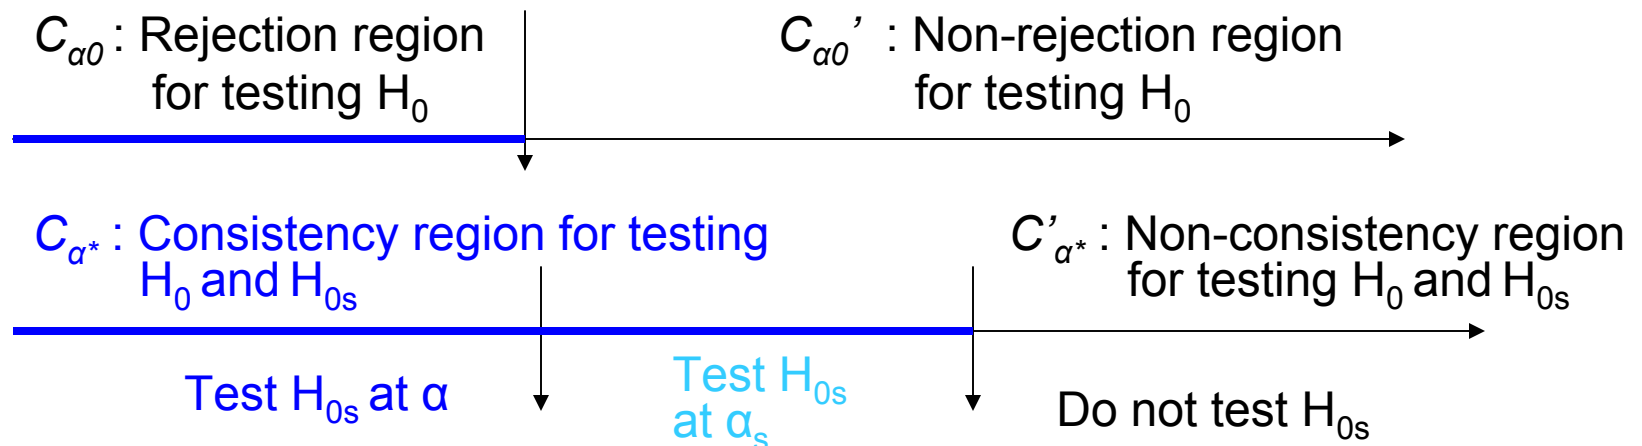 Cα0 : Rejection region
for testing H0
Cα0’ : Non-rejection region
for testing H0
Cα* : Consistency region for testing
H0 and H0s
C’α* : Non-consistency region
for testing H0 and H0s
Test H0s at α
Test H0s
at αs
Do not test H0s